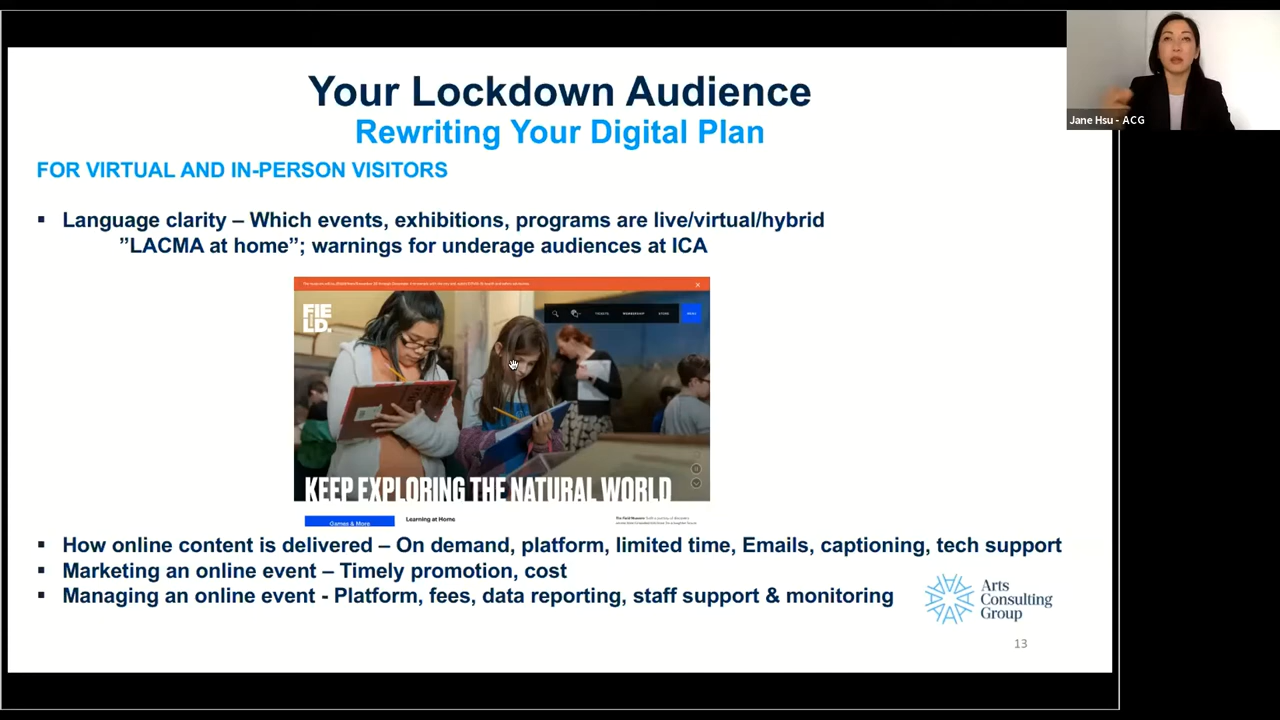 Your Lockdown Audience
Rewriting Your Digital Plan
FOR VIRTUAL AND IN-PERSON VISITORS
▪ Language clarity – Which events, exhibitions, programs are live/virtual/hybrid
”LACMA at home”; warnings for underage audiences at ICA
FIE
LD.
TICKETS MEMBERSHIP STORE MENU
KEEP EXPLORING THE NATURAL WORLD
Games & More
Learning at Home
▪ How online content is delivered – On demand, platform, limited time, Emails, captioning, tech support
▪ Marketing an online event – Timely promotion, cost
▪ Managing an online event - Platform, fees, data reporting, staff support & monitoring
Arts
Consulting
Group
13
Jane Hsu - ACG